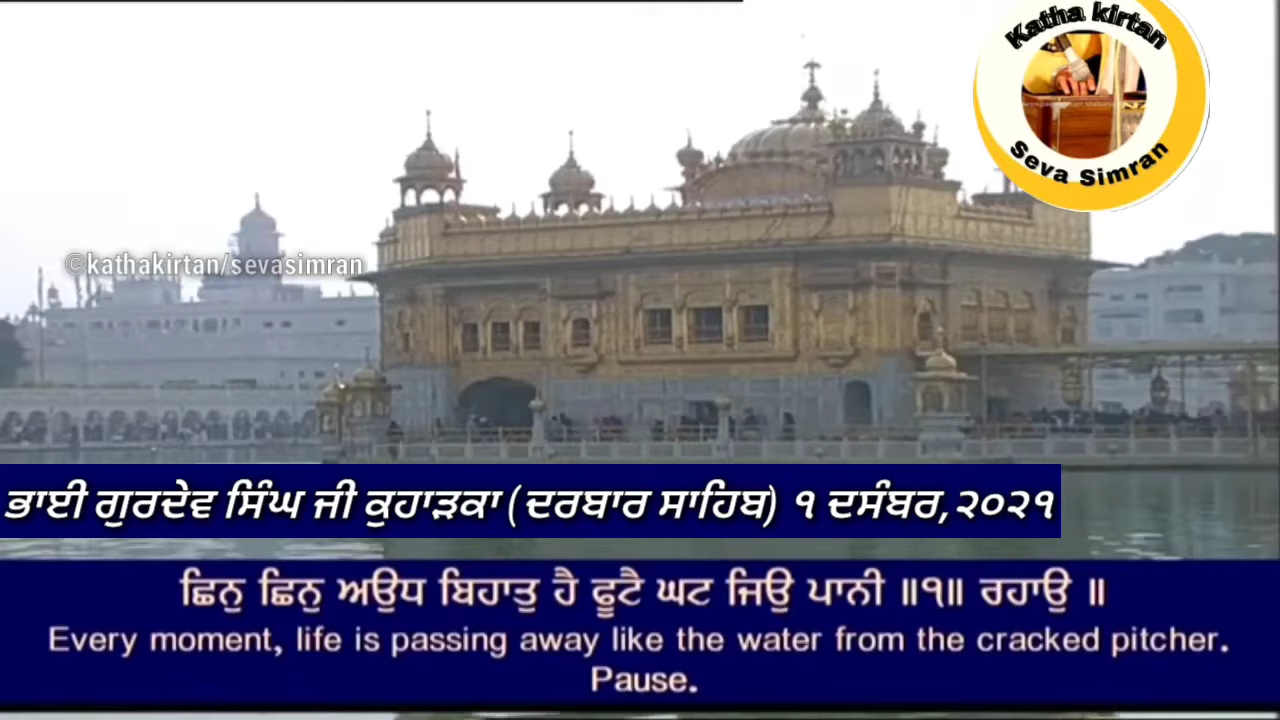 Katha kirtan
Seva Simran
©kathakirtan/sevasimran
ਭਾਈ ਗੁਰਦੇਵ ਸਿੰਘ ਜੀ ਕੁਹਾੜਕਾ (ਦਰਬਾਰ ਸਾਹਿਬ) ੧ ਦਸੰਬਰ,੨੦੨੧
ਛਿਨੁ ਛਿਨੁ ਅਉਧ ਬਿਹਾਤੁ ਹੈ ਫੂਟੈ ਘਟ ਜਿਉ ਪਾਨੀ ॥੧॥ ਰਹਾਉ ॥
Every moment, life is passing away like the water from the cracked pitcher.
Pause.